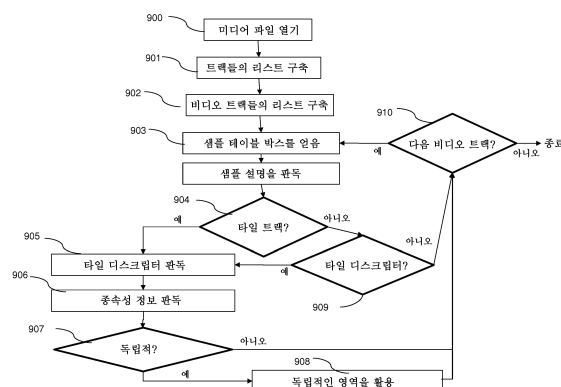 900
미디어 파일 열기
901
트랙들의 리스트 구축
902
비디오 트랙들의 리스트 구축
903
샘플 테이블 박스를 얻음
910
다음 비디오 트랙?
예
아니오
종료
샘플 설명을 판독
904
타일 트랙?
예
아니오
905
타일 디스크립터 판독
타일 디스크립터?
예
아니오
909
906
종속성 정보 판독
907
독립적?
아니오
예
908
독립적인 영역을 활용